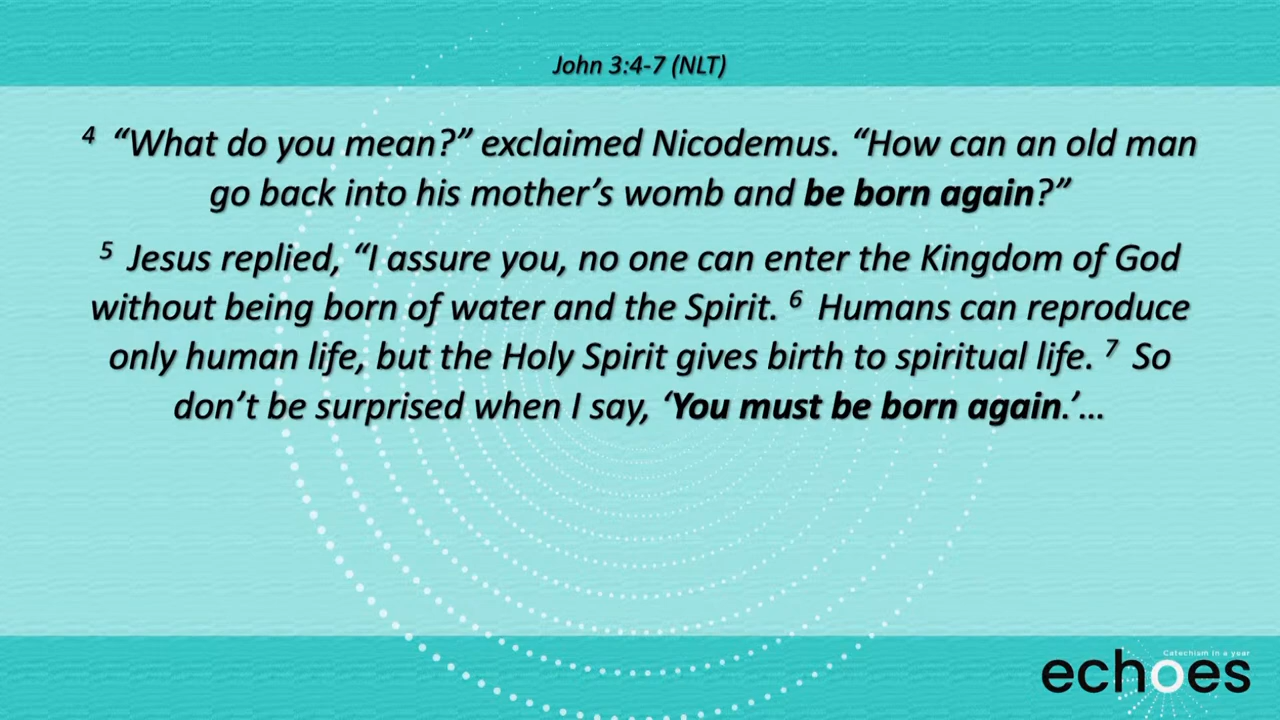 John 3:4-7 (NLT)
4 “What do you mean?” exclaimed Nicodemus. “How can an old man
go back into his mother’s womb and be born again?”
5 Jesus replied, “I assure you, no one can enter the Kingdom of God
without being born of water and the Spirit. 6 Humans can reproduce
only human life, but the Holy Spirit gives birth to spiritual life. 7 So
don’t be surprised when I say, ‘You must be born again.’…
Catechism in a year
echoes